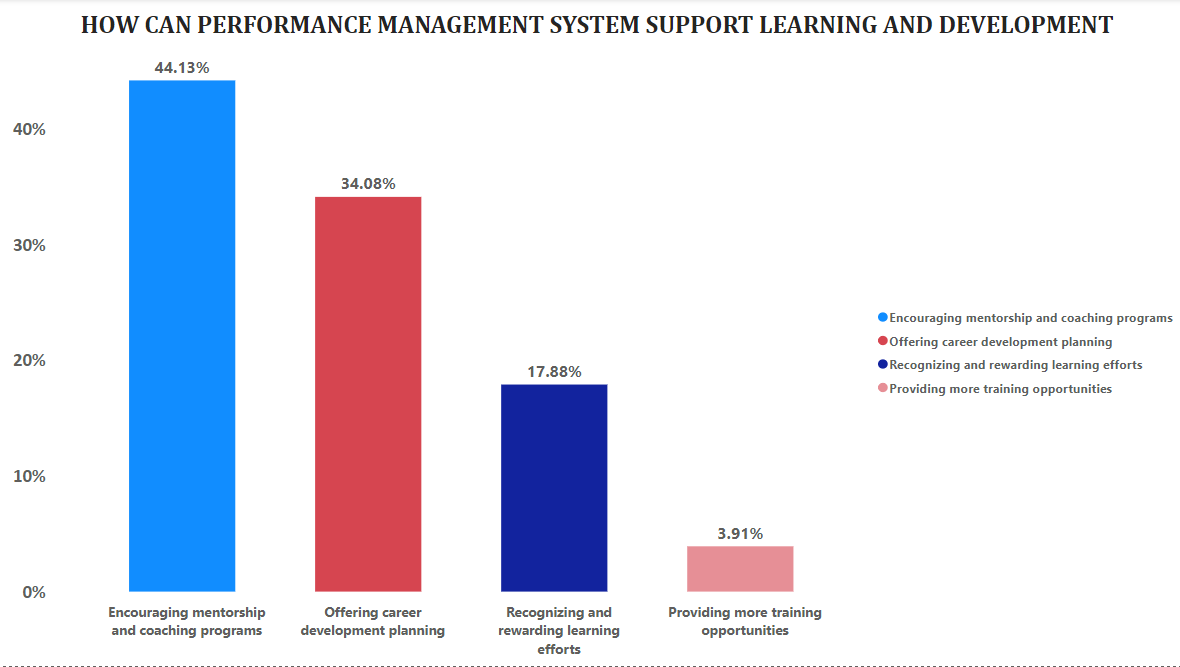 HOW CAN PERFORMANCE MANAGEMENT SYSTEM SUPPORT LEARNING AND DEVELOPMENT
44.13%
40%
34.08%
30%
Encouraging mentorship and coaching programs
Offering career development planning
20%
Recognizing and rewarding learning efforts
17.88%
Providing more training opportunities
10%
3.91%
0%
Encouraging mentorship
and coaching programs
Offering career
development planning
Recognizing and
rewarding learning
efforts
Providing more training
opportunities